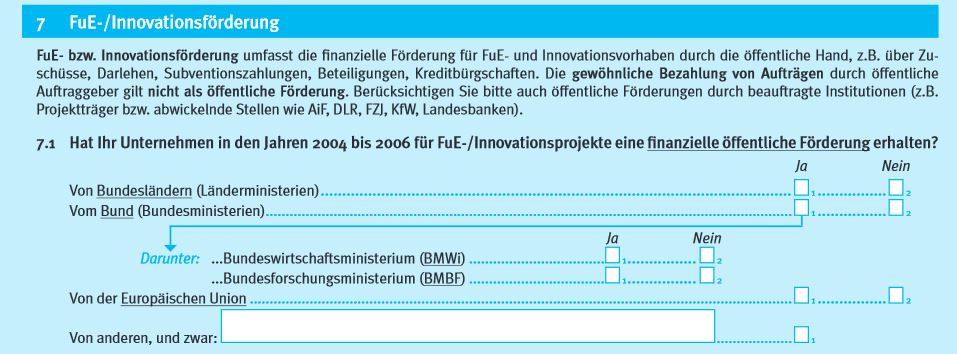 7 FuE-/Innovationsförderung
FuE- bzw. Innovationsförderung umfasst die finanzielle Förderung für FuE- und Innovationsvorhaben durch die öffentliche Hand, z.B. über Zu-
schüsse, Darlehen, Subventionszahlungen, Beteiligungen, Kreditbürgschaften. Die gewöhnliche Bezahlung von Aufträgen durch öffentliche
Auftraggeber gilt nicht als öffentliche Förderung. Berücksichtigen Sie bitte auch öffentliche Förderungen durch beauftragte Institutionen (z.B.
Projektträger bzw. abwickelnde Stellen wie AiF, DLR, FZJ, KfW, Landesbanken).
7.1 Hat Ihr Unternehmen in den Jahren 2004 bis 2006 für FuE-/Innovationsprojekte eine finanzielle öffentliche Förderung erhalten?
Ja Nein
Von Bundesländern (Länderministerien) 1 2
Vom Bund (Bundesministerien) 1 2
Ja Nein
Darunter: ...Bundeswirtschaftsministerium (BMWi) 1 2
...Bundesforschungsministerium (BMBF) 1 2
Von der Europäischen Union 1 2
Von anderen, und zwar: 1